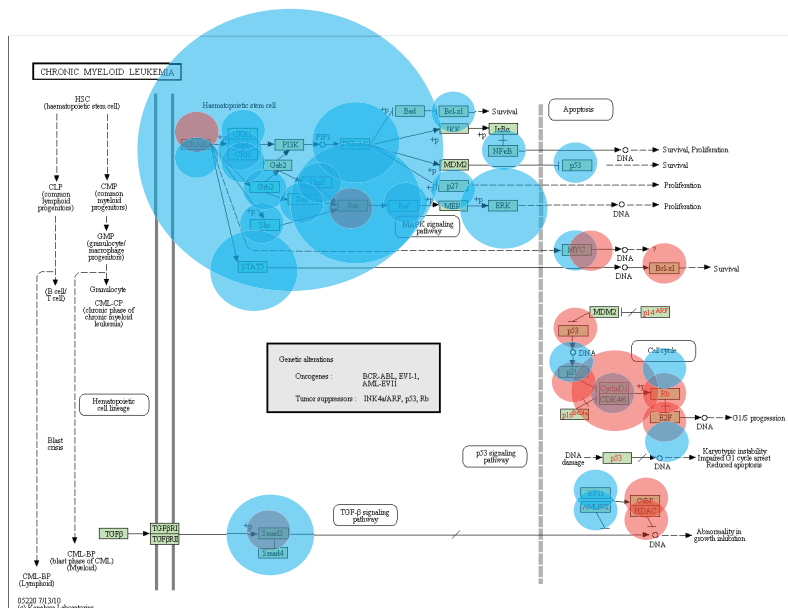 CHRONIC MYELOID LEUKEMIA
HSC
(haematopoietic stem cell)
CLP
(common
lymphoid
progenitors)
CMP
(common
myeloid
progenitors)
GMP
(granulocyte/
macrophage
progenitors)
(B cell/
T cell)
Granulocyte
CML-CP
(chronic phase of
chronic myeloid
leukemia)
Hematopoietic
cell lineage
Blast
crisis
CML-BP
(blast phase of CML)
(Myeloid)
CML-BP
(Lymphoid)
05220 7/13/10
(c) Kanehisa Laboratories
Haematopoietic stem cell
+p
CRKL
CRK
PI3K
PIP3
Gab2
Grb2
Shp2
Shc
+p
STAT5
Ras
Raf
+p
Bad
Bcl-xl
Survival
+p
IKK
IκBα
+p
NFκB
DNA
Survival, Proliferation
MDM2
p53
Survival
+p
p27
Proliferation
+p
MEK
+p
ERK
DNA
Proliferation
MAPK signaling
pathway
Apoptosis
MYC
DNA
?
DNA
Bcl-xl
Survival
MDM2
p14ARF
p53
DNA
Cell cycle
p21
CyclinD1
CDK4/6
+p
Rb
E2F
DNA
G1/S progression
DNA
damage
p53
DNA
Karyotypic instability
Impaired G1 cycle arrest
Reduced apoptosis
p53 signaling
pathway
Genetic alterations
Oncogenes : BCR-ABL, EVI-1,
AML-EVI1
Tumor suppressors : INK4a/ARF, p53, Rb
TGF-β signaling
pathway
TGFβ
TGFβRI
TGFβRII
+p
Smad3
Smad4
EVI1
CtBP
HDAC
DNA
Abnormality in
growth inhibition